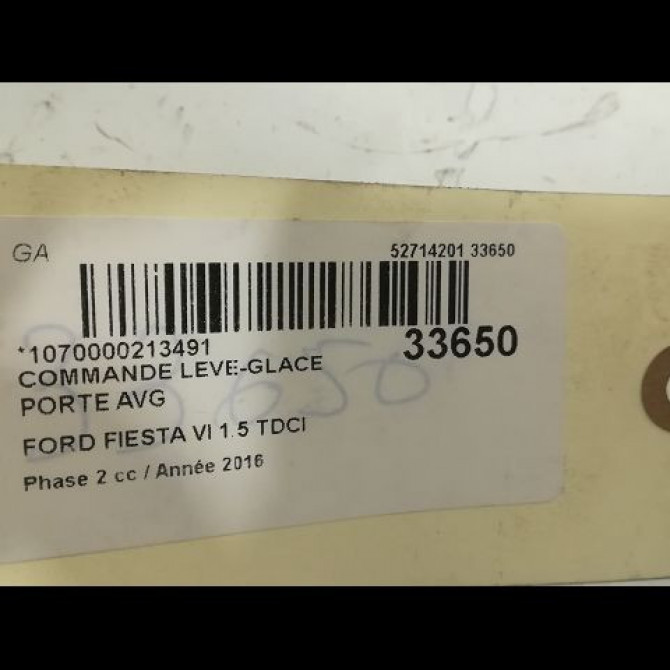 GA
52714201 33650
*1070000213491
33650
COMMANDE LEVE-GLACE
PORTE AVG
FORD FIESTA VI 1.5 TDCI
Phase 2 cc / Année 2016
33650